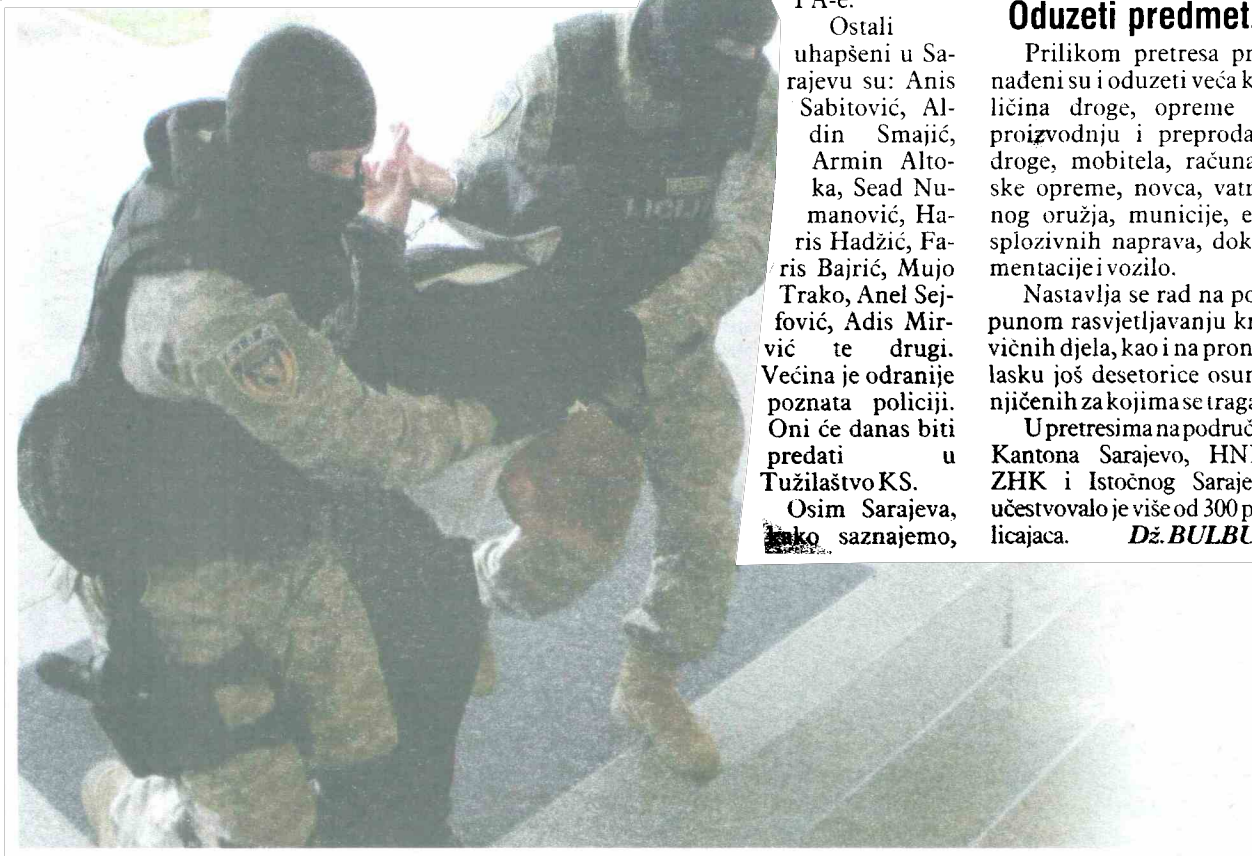 Ostali
uhapšeni u Sa-
rajevu su: Anis
Sabitović, Al-
din Smajić,
Armin Alto-
ka, Sead Nu-
manović, Ha-
ris Hadžić, Fa-
ris Bajrić, Mujo
Trako, Anel Sej-
fović, Adis Mir-
vić te drugi.
Većina je odranije
poznata policiji.
Oni će danas biti
predati u
Tužilaštvo KS.
Osim Sarajeva,
kako saznajemo,
Oduzeti predmet
Prilikom pretresa pr
nađeni su i oduzeti veća k
ličina droge, opreme
proizvodnju i preproda
droge, mobitela, računa
ske opreme, novca, vatr
nog oružja, municije, e
splozivnih naprava, dok
mentacije i vozilo.
Nastavlja se rad na po
punom rasvjetljavanju kr
vičnih djela, kao i na pron
lasku još desetorice osum
njičenih za kojima se traga
U pretresima na područ
Kantona Sarajevo, HN
ZHK i Istočnog Saraje
učestvovalo je više od 300 p
licajaca. Dž. BULBU